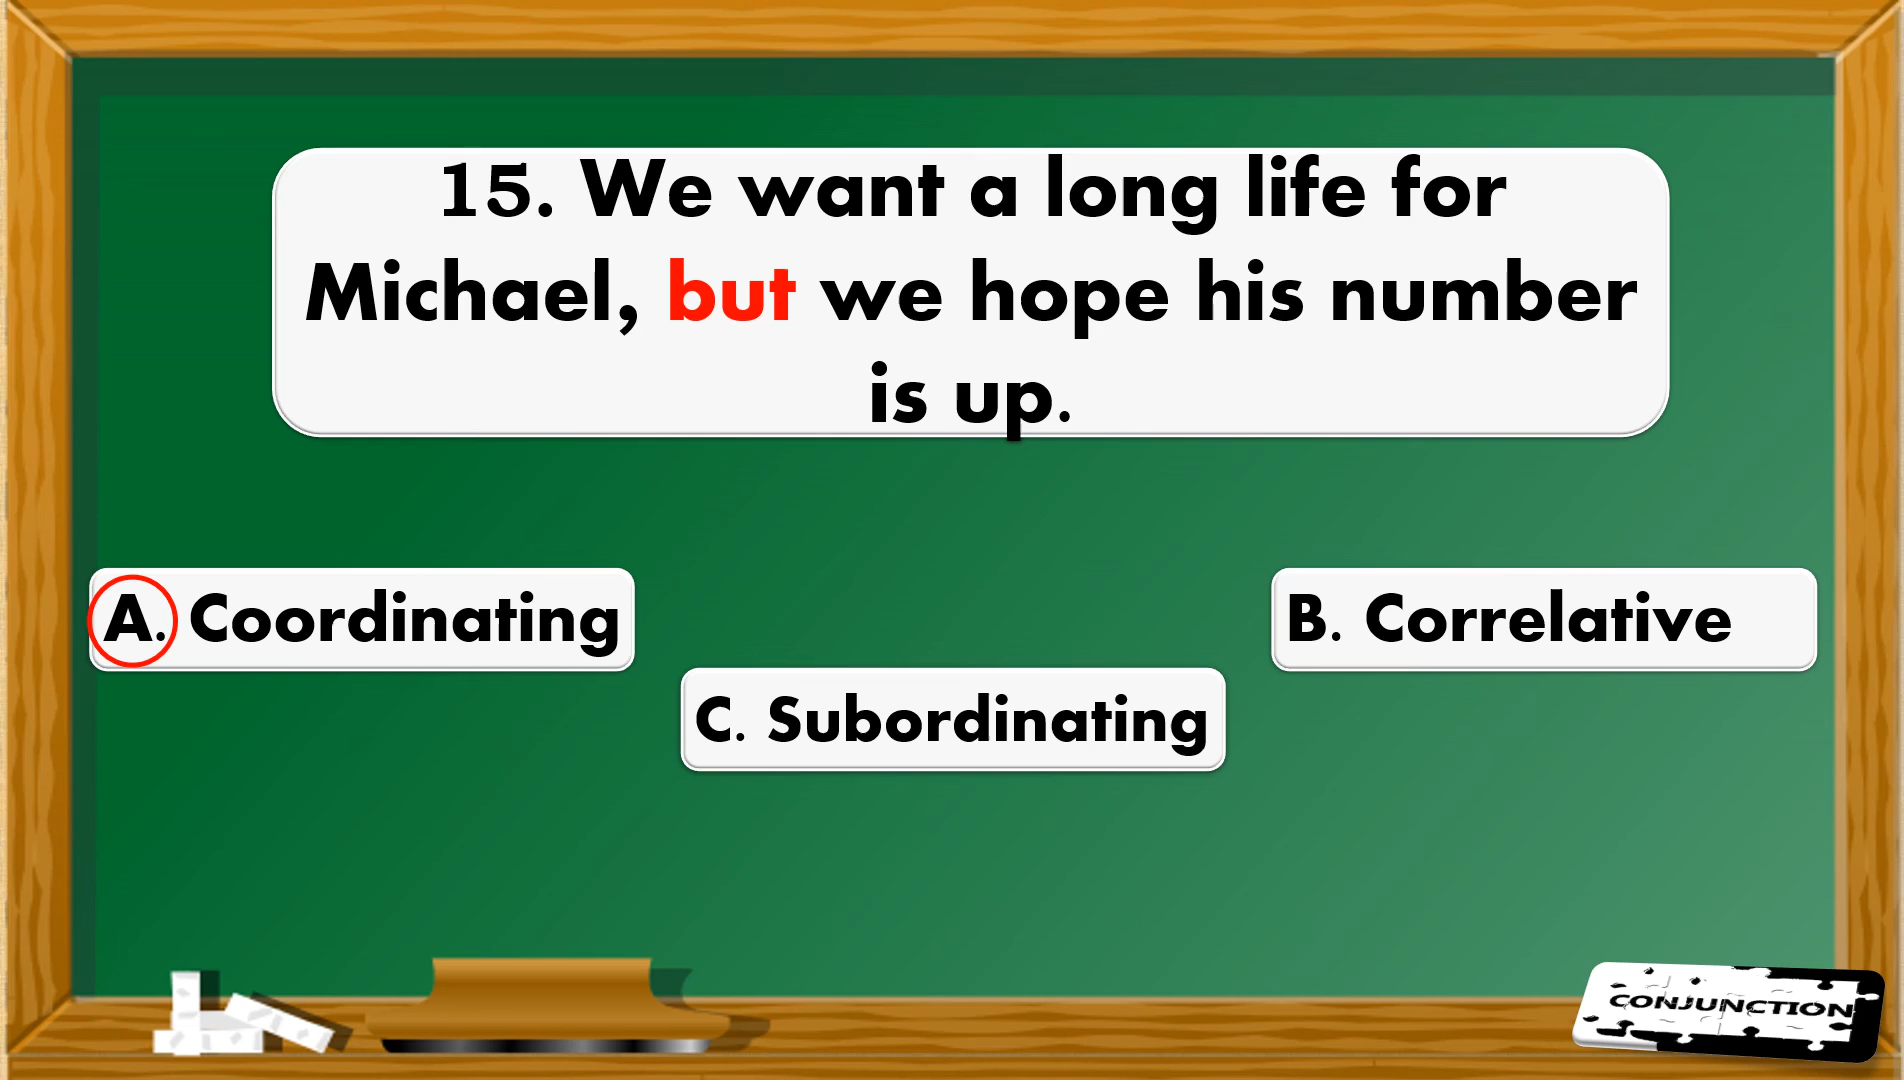 15. We want a long life for
Michael, but we hope his number
is up.
A. Coordinating
B. Correlative
C. Subordinating
CONJUNCTION